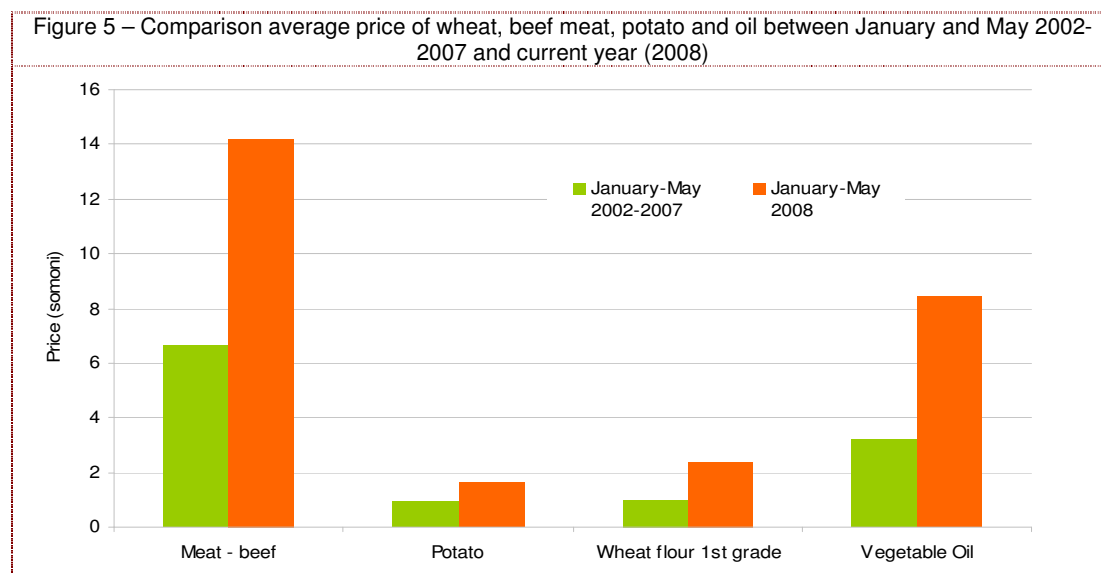 Figure 5 – Comparison average price of wheat, beef meat, potato and oil between January and May 2002-
2007 and current year (2008)
16
14
12
10
8
6
4
2
0
Price (somoni)
January-May
2002-2007
January-May
2008
Meat - beef
Potato
Wheat flour 1st grade
Vegetable Oil